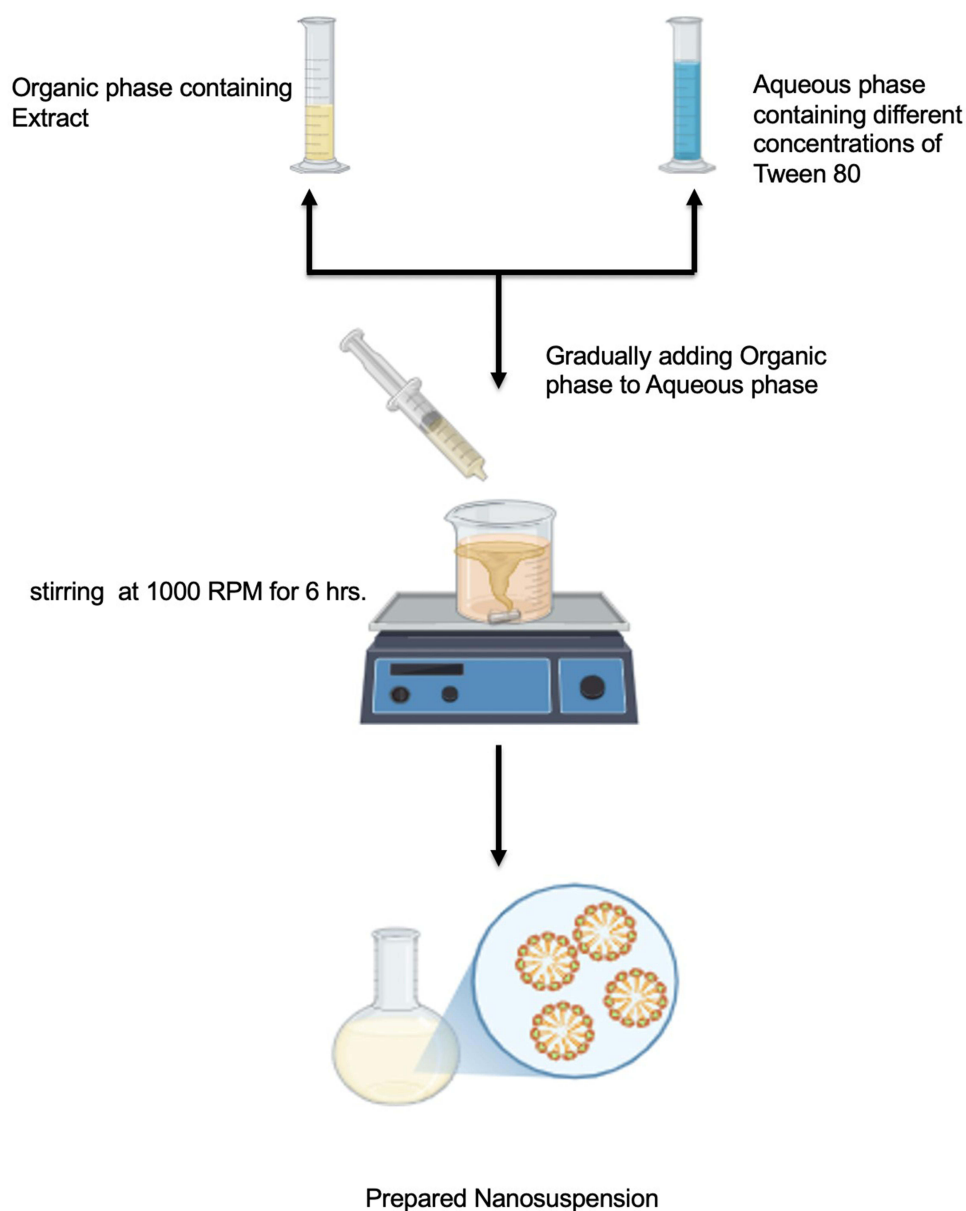 Organic phase containing
Extract
Aqueous phase
containing different
concentrations of
Tween 80
Gradually adding Organic
phase to Aqueous phase
stirring  at 1000 RPM for 6 hrs.
Prepared Nanosuspension